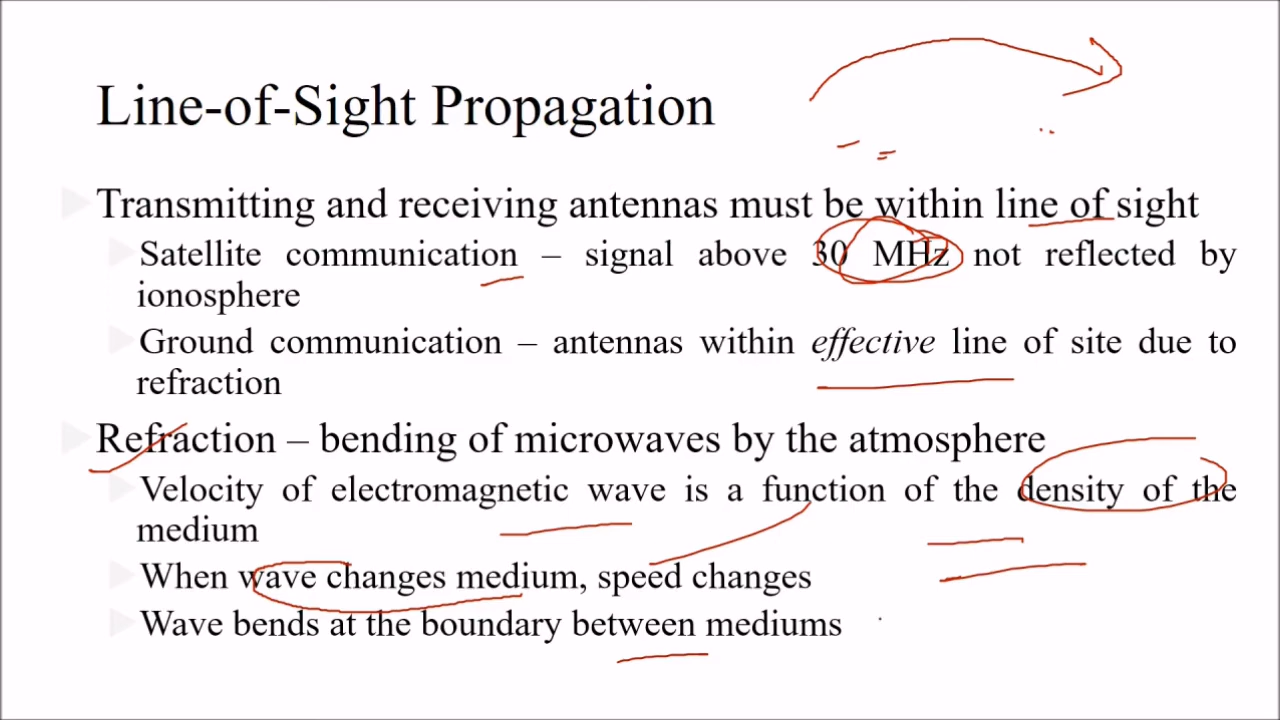 Line-of-Sight Propagation
Transmitting and receiving antennas must be within line of sight
Satellite communication – signal above 30 MHz not reflected by
ionosphere
Ground communication – antennas within effective line of site due to
refraction
Refraction – bending of microwaves by the atmosphere
Velocity of electromagnetic wave is a function of the density of the
medium
When wave changes medium, speed changes
Wave bends at the boundary between mediums